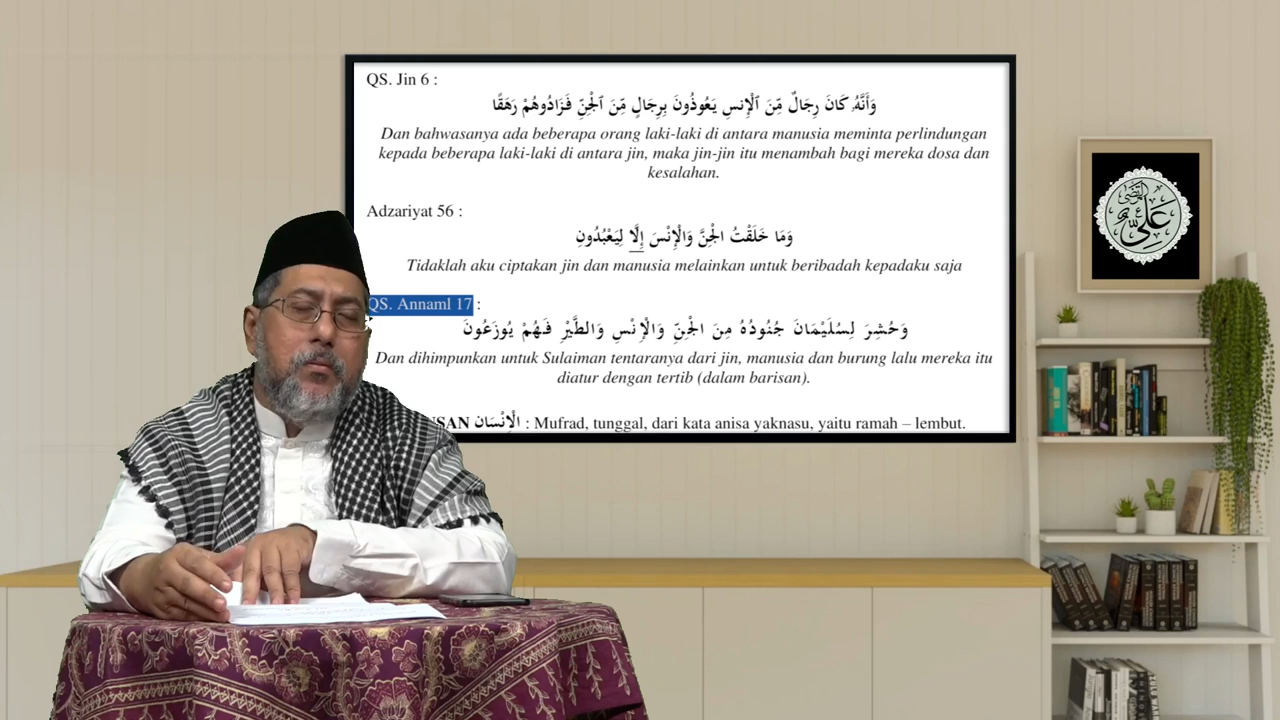 QS. Jin 6 :
وَأَنَّهُۥ كَانَ رِجَالٌ مِّنَ ٱلْإِنسِ يَعُوذُونَ بِرِجَالٍ مِّنَ ٱلْجِنِّ فَزَادُوهُمْ رَهَقًا
Dan bahwasanya ada beberapa orang laki-laki di antara manusia meminta perlindungan
kepada beberapa laki-laki di antara jin, maka jin-jin itu menambah bagi mereka dosa dan
kesalahan.
Adzariyat 56 :
وَمَا خَلَقْتُ الْجِنَّ وَالْإِنْسَ إِلَّا لِيَعْبُدُونِ
Tidaklah aku ciptakan jin dan manusia melainkan untuk beribadah kepadaku saja
QS. Annaml 17 :
وَحُشِرَ لِسُلَيْمَانَ جُنُودُهُ مِنَ الْجِنِّ وَالْإِنْسِ وَالطَّيْرِ فَهُمْ يُوزَعُونَ
Dan dihimpunkan untuk Sulaiman tentaranya dari jin, manusia dan burung lalu mereka itu
diatur dengan tertib (dalam barisan).
الْاِنْسَان : Mufrad, tunggal, dari kata anisa yaknasu, yaitu ramah – lembut.
عَلِيّ المرتضى